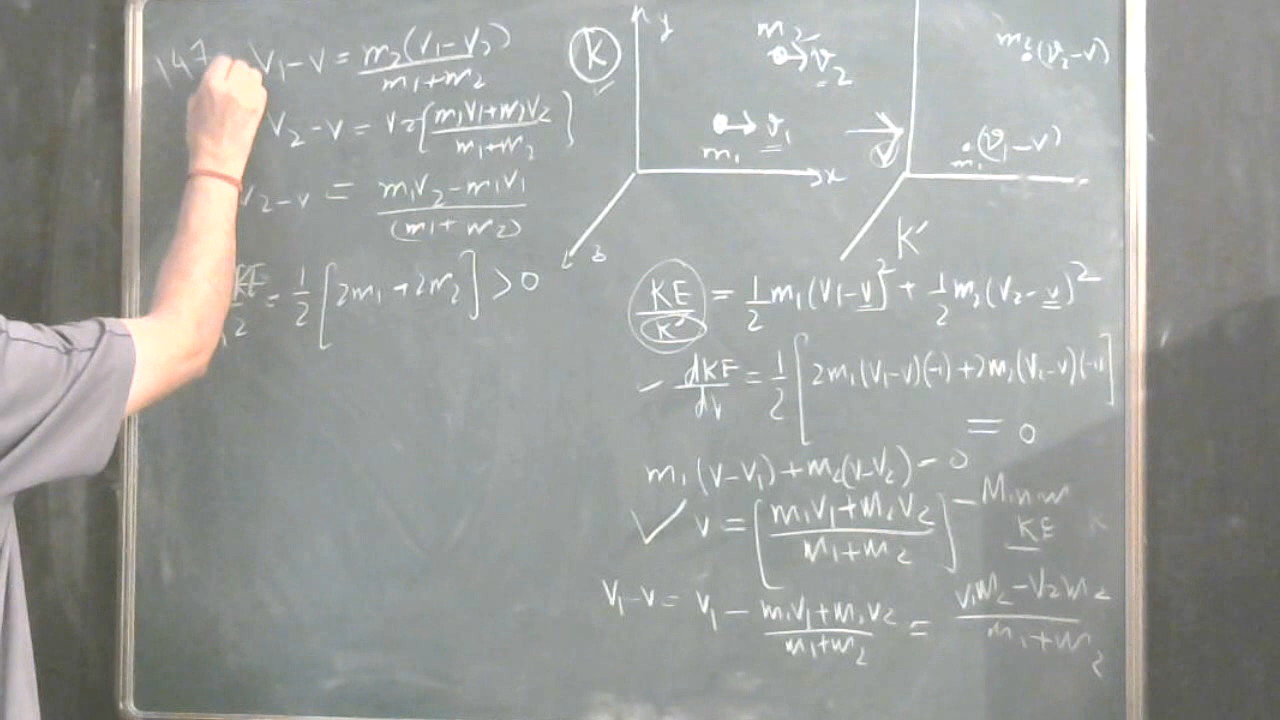 147
V₁-v = m₂(V₁-V₂) / m₁+m₂
V₂-v = V₂-[m₁V₁+m₂V₂ / m₁+m₂]
V₂-v = m₁V₂-m₁V₁ / (m₁+m₂)
KE = 1/2 [2m₁+2m₂] > 0
2
K
y
m₂
v₂
v₁
m₁
x
z
V
m₂ (v₂-v)
m₁ (v₁-v)
K'
KE / K' = 1/2 m₁(V₁-v)² + 1/2 m₂(V₂-v)²
dKE / dv = 1/2 [2m₁(V₁-v)(-1)+2m₂(V₂-v)(-1)]
= 0
m₁(v-V₁)+m₂(v-V₂) = 0
✓ v = [m₁V₁+m₂V₂ / m₁+m₂] -
KE
V₁-v = V₁ - m₁V₁+m₂V₂ / m₁+m₂ = V₁m₂-V₂m₂ / m₁+m₂